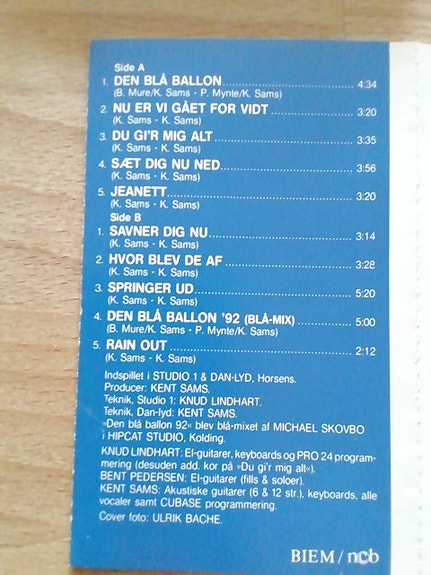 Side A
1. DEN BLÅ BALLON 4:34
(B. Mure/K. Sams - P. Mynte/K. Sams)
2. NU ER VI GÅET FOR VIDT 3:20
(K. Sams - K. Sams)
3. DU GI'R MIG ALT 3:35
(K. Sams - K. Sams)
4. SÆT DIG NU NED 3:56
(K. Sams - K. Sams)
5. JEANETT 3:20
(K. Sams - K. Sams)
Side B
1. SAVNER DIG NU 3:14
(K. Sams - K. Sams)
2. HVOR BLEV DE AF 3:28
(K. Sams - K. Sams)
3. SPRINGER UD 5:20
(K. Sams - K. Sams)
4. DEN BLÅ BALLON '92 (BLÅ-MIX) 5:00
(B. Mure/K. Sams - P. Mynte/K. Sams)
5. RAIN OUT 2:12
(K. Sams - K. Sams)
Indspillet i STUDIO 1 & DAN-LYD, Horsens.
Producer: KENT SAMS.
Teknik, Studio 1: KNUD LINDHART.
Teknik, Dan-lyd: KENT SAMS.
»Den blå ballon 92« blev blå-mixet af MICHAEL SKOVBO
i HIPCAT STUDIO, Kolding.
KNUD LINDHART: El-guitarer, keyboards og PRO 24 program-
mering (desuden add. kor på »Du gi'r mig alt«).
BENT PEDERSEN: El-guitarer (fills & soloer).
KENT SAMS: Akustiske guitarer (6 & 12 str.), keyboards, alle
vocaler samt CUBASE programmering.
Cover foto: ULRIK BACHE.
BIEM / ncb